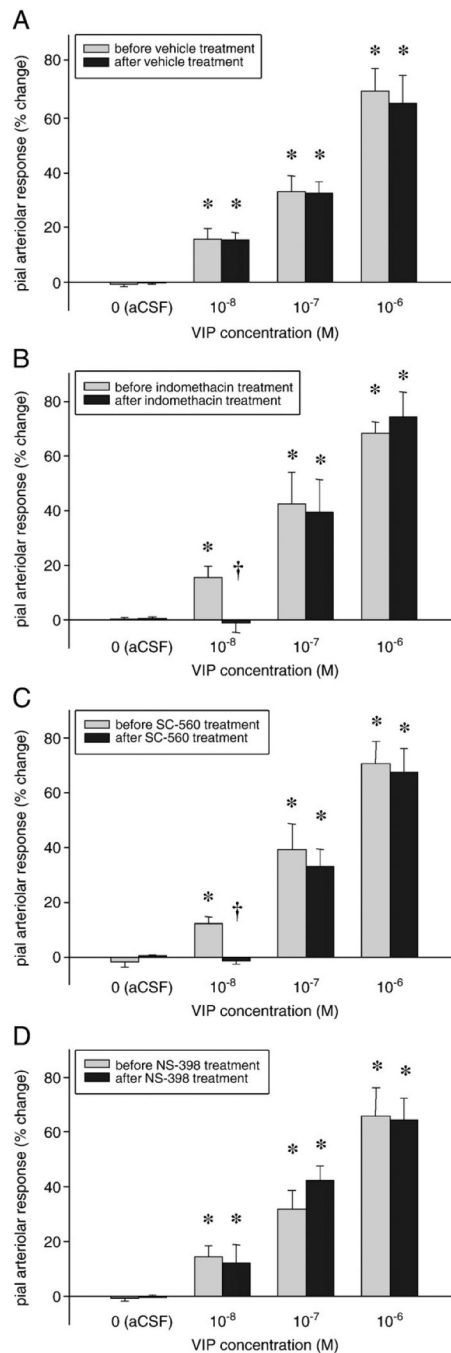 A
before vehicle treatment
after vehicle treatment
pial arteriolar response (% change)
80
60
40
20
0
* *
* *
* *
0 (aCSF) 10⁻⁸ 10⁻⁷ 10⁻⁶
VIP concentration (M)
B
before indomethacin treatment
after indomethacin treatment
pial arteriolar response (% change)
80
60
40
20
0
* †
* *
* *
0 (aCSF) 10⁻⁸ 10⁻⁷ 10⁻⁶
VIP concentration (M)
C
before SC-560 treatment
after SC-560 treatment
pial arteriolar response (% change)
80
60
40
20
0
* †
* *
* *
0 (aCSF) 10⁻⁸ 10⁻⁷ 10⁻⁶
VIP concentration (M)
D
before NS-398 treatment
after NS-398 treatment
pial arteriolar response (% change)
80
60
40
20
0
* *
* *
* *
0 (aCSF) 10⁻⁸ 10⁻⁷ 10⁻⁶
VIP concentration (M)